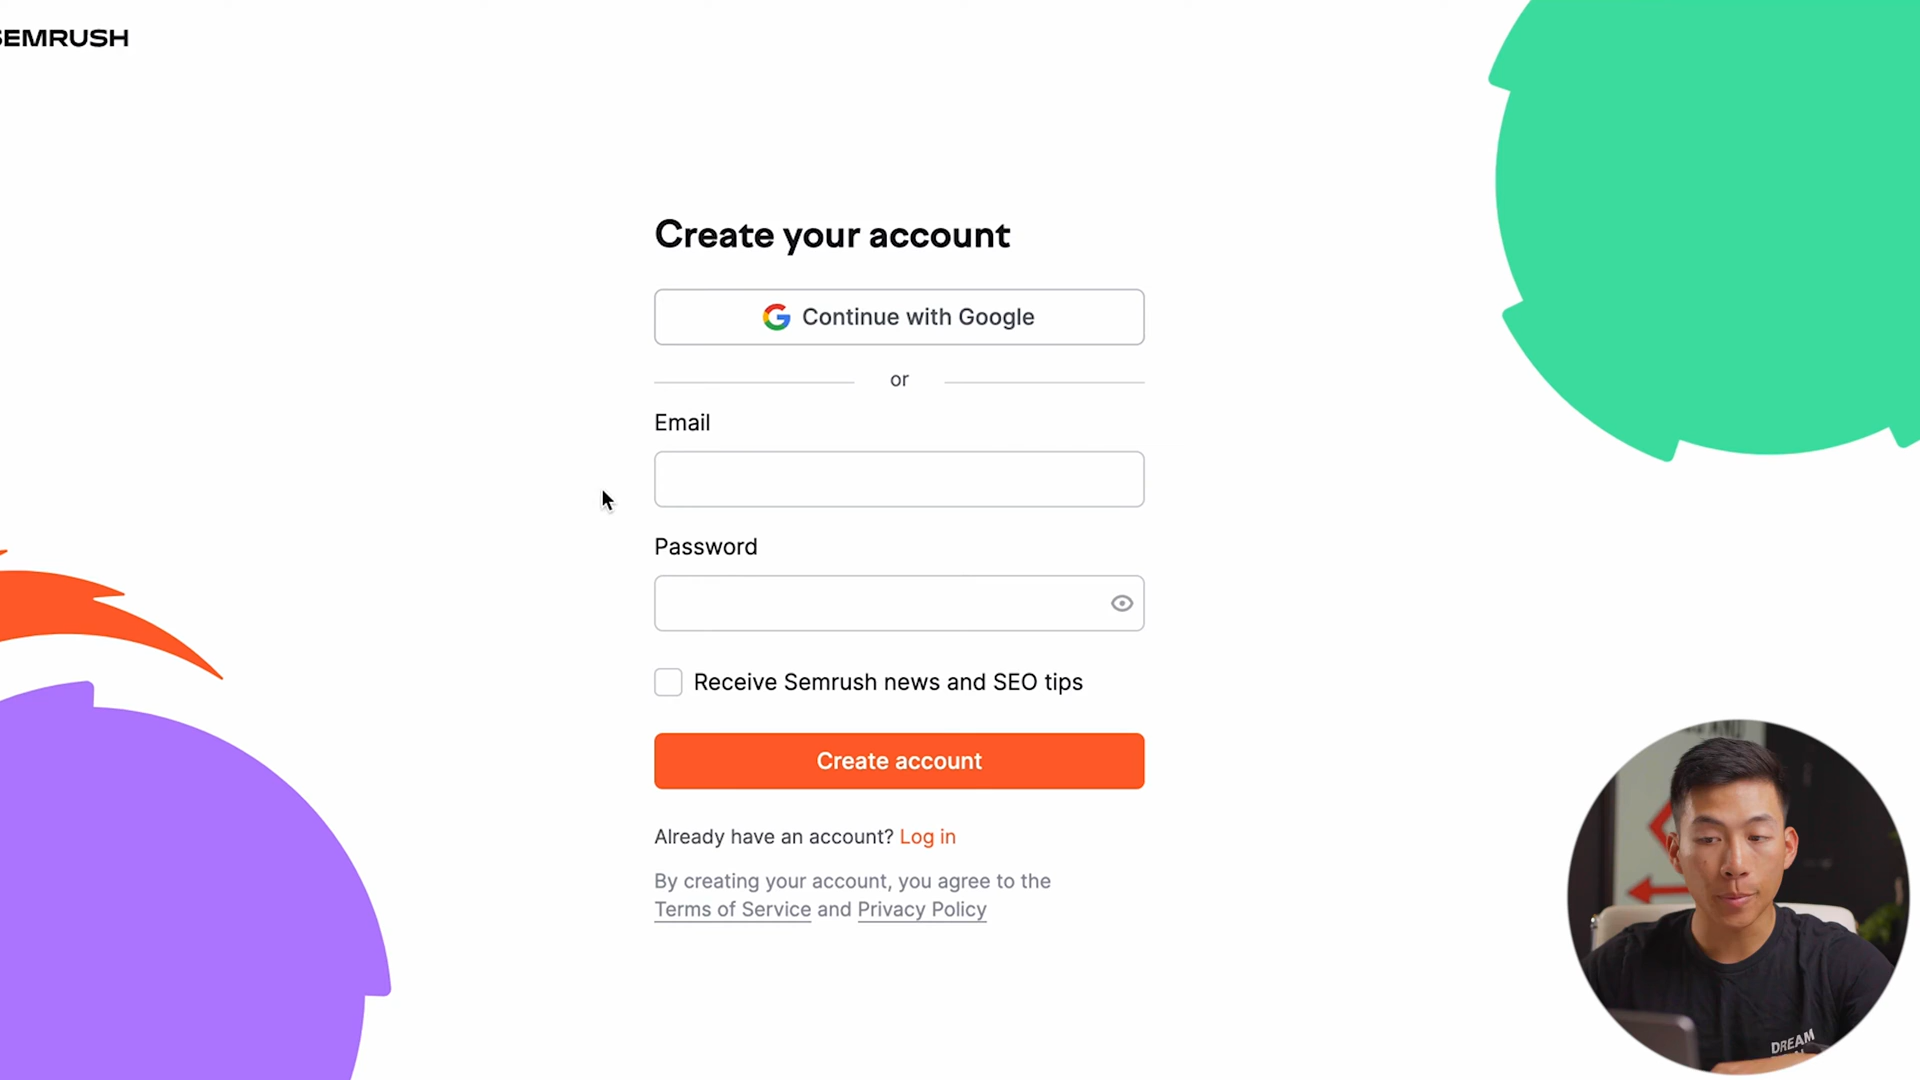 SEMRUSH
Create your account
Continue with Google
or
Email
Password
Receive Semrush news and SEO tips
Create account
Already have an account? Log in
By creating your account, you agree to the
Terms of Service and Privacy Policy
DREAM